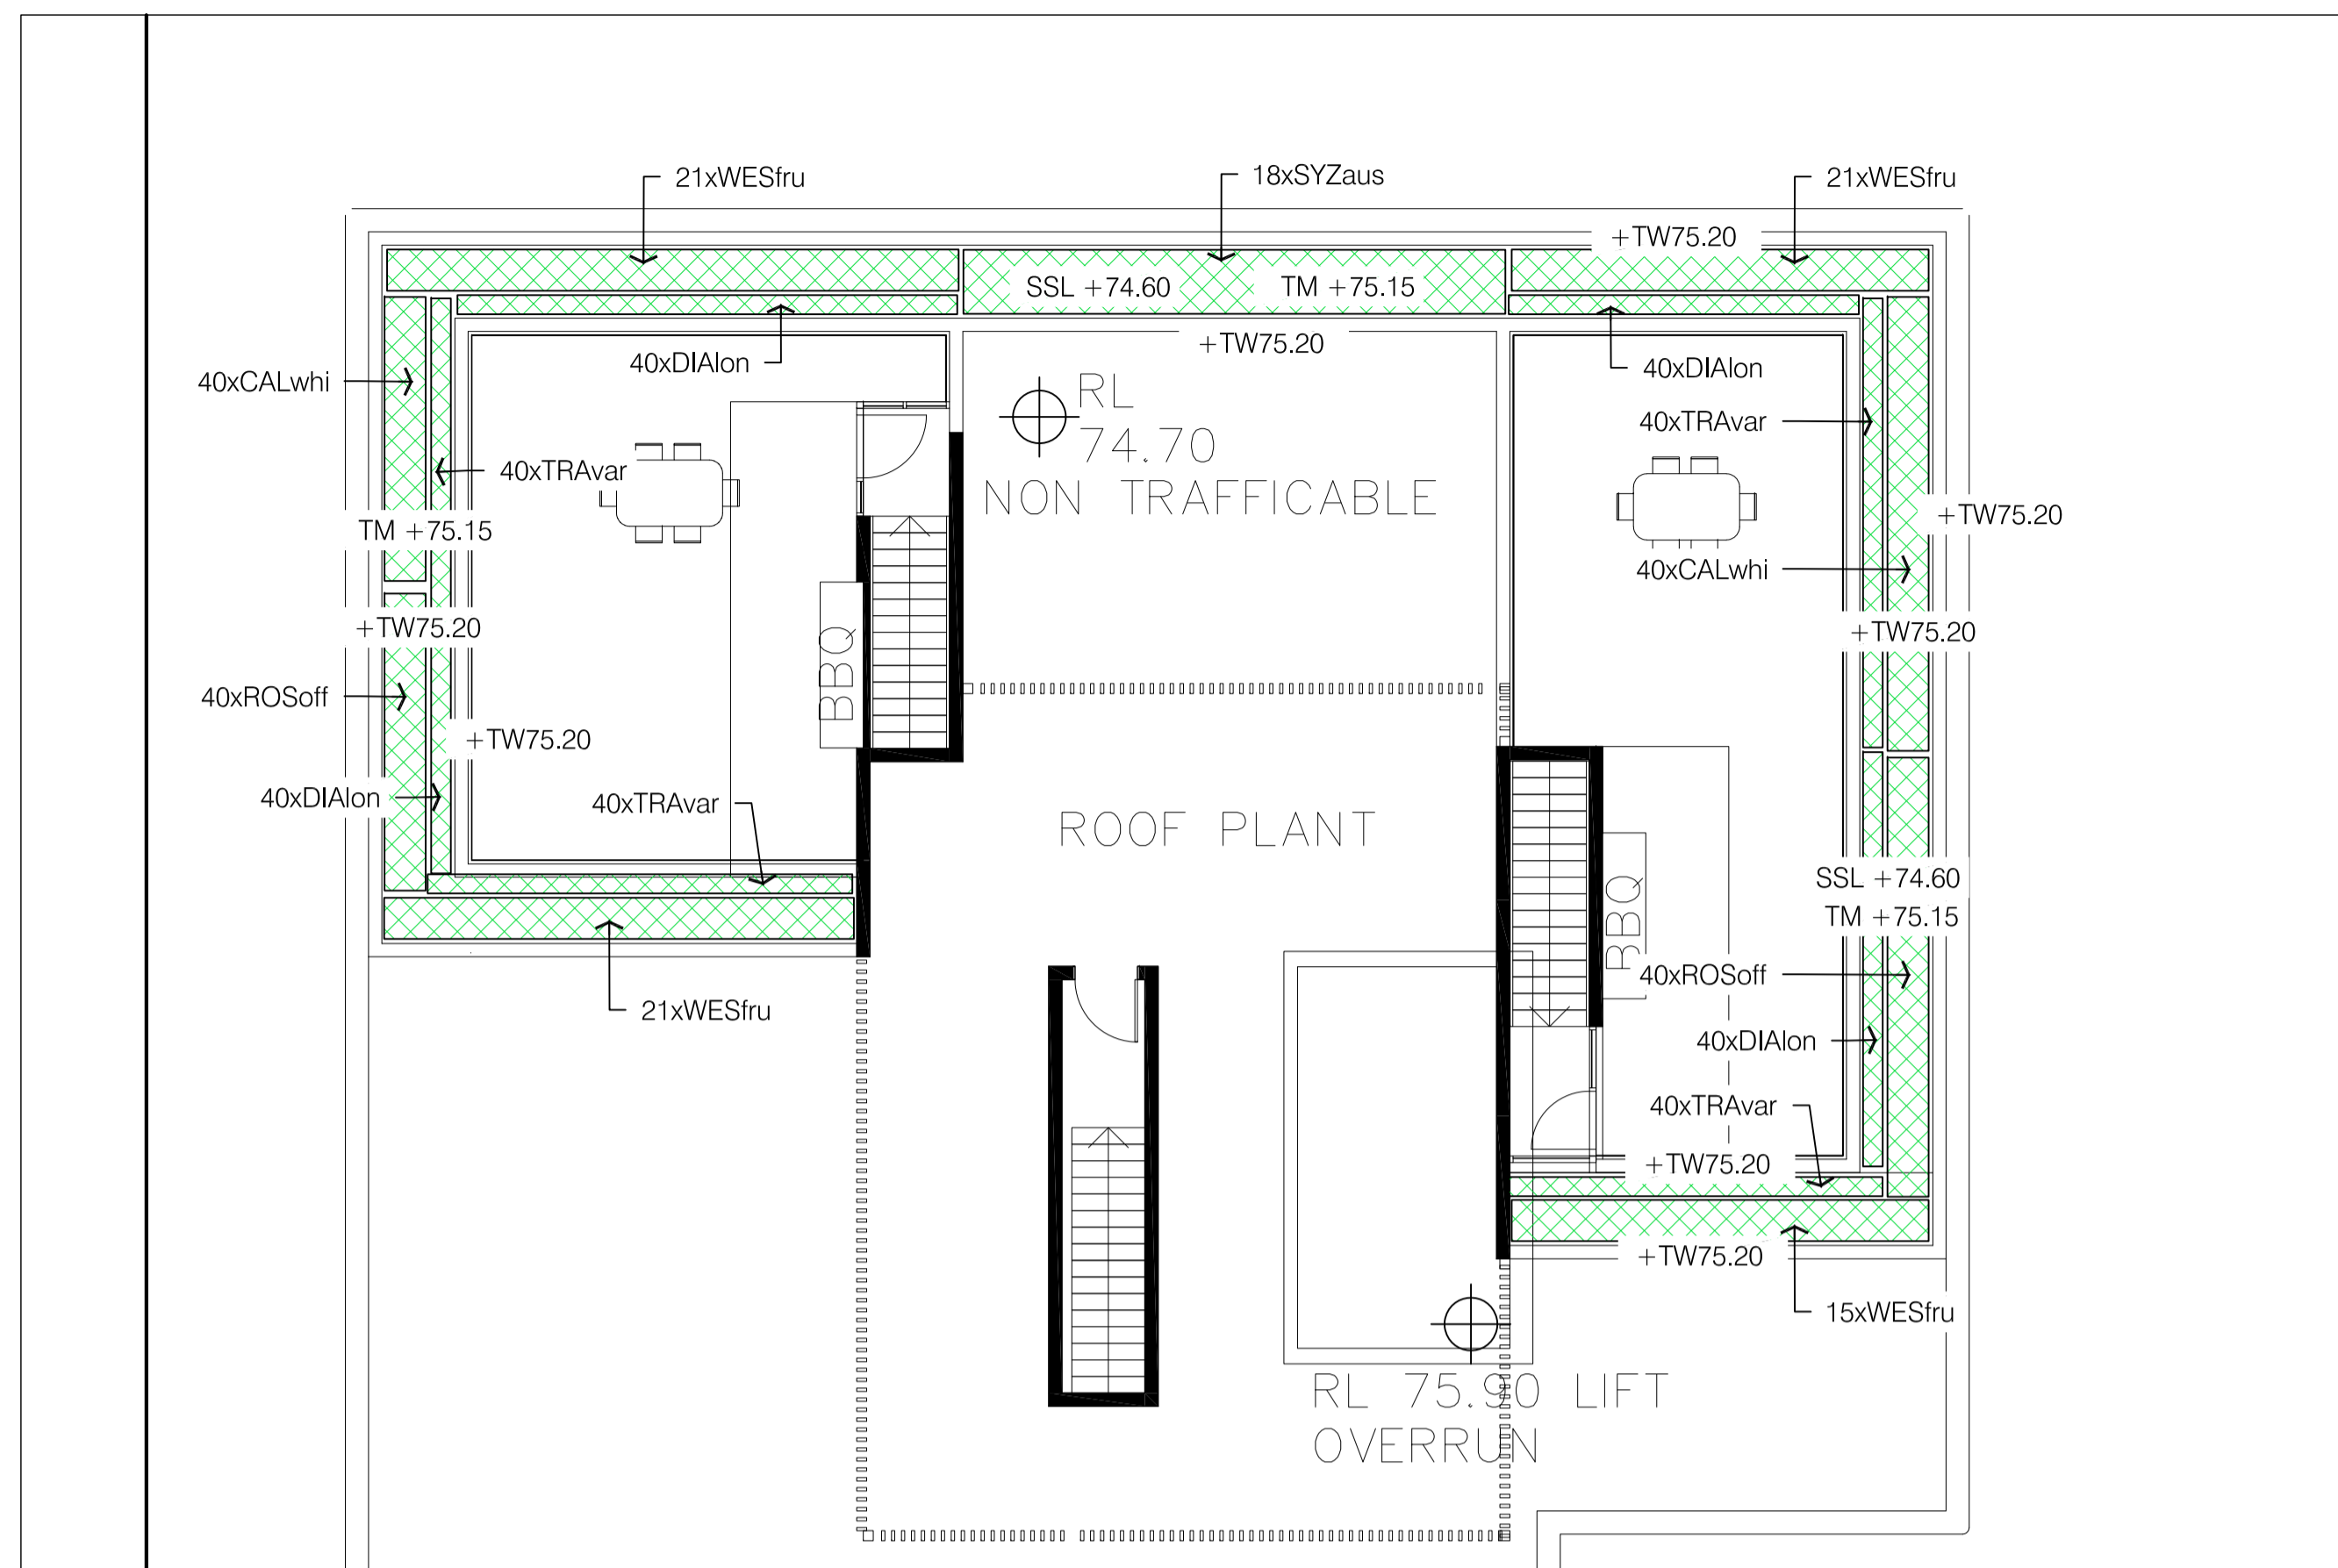 21xWESfru
18xSYZaus
21xWESfru
+TW75.20
SSL +74.60
TM +75.15
+TW75.20
40xDIAlon
40xDIAlon
40xCALwhi
RL
74.70
NON TRAFFICABLE
40xTRAvar
40xTRAvar
TM +75.15
+TW75.20
40xCALwhi
+TW75.20
+TW75.20
BBQ
40xROSoff
+TW75.20
40xDIAlon
40xTRAvar
ROOF PLANT
SSL +74.60
TM +75.15
BBQ
40xROSoff
21xWESfru
40xDIAlon
40xTRAvar
+TW75.20
+TW75.20
15xWESfru
RL 75.90 LIFT
OVERRUN